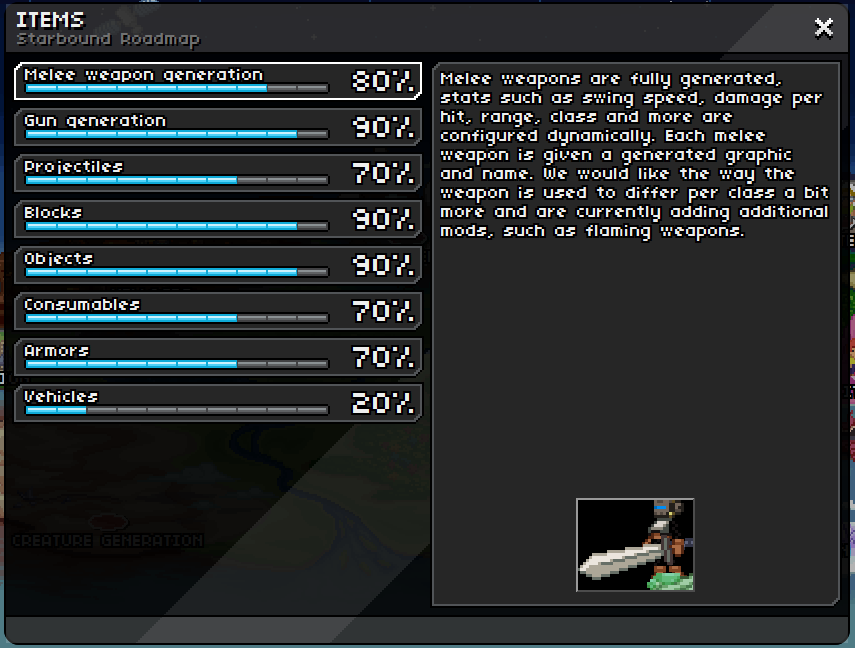 ITEMS
Starbound Roadmap
Melee weapon generation
80%
Gun generation
90%
Projectiles
70%
Blocks
90%
Objects
90%
Consumables
70%
Armors
70%
Vehicles
20%
Melee weapons are fully generated,
stats such as swing speed, damage per
hit, range, class and more are
configured dynamically. Each melee
weapon is given a generated graphic
and name. We would like the way the
weapon is used to differ per class a bit
more and are currently adding additional
mods, such as flaming weapons.
CREATURE GENERATION